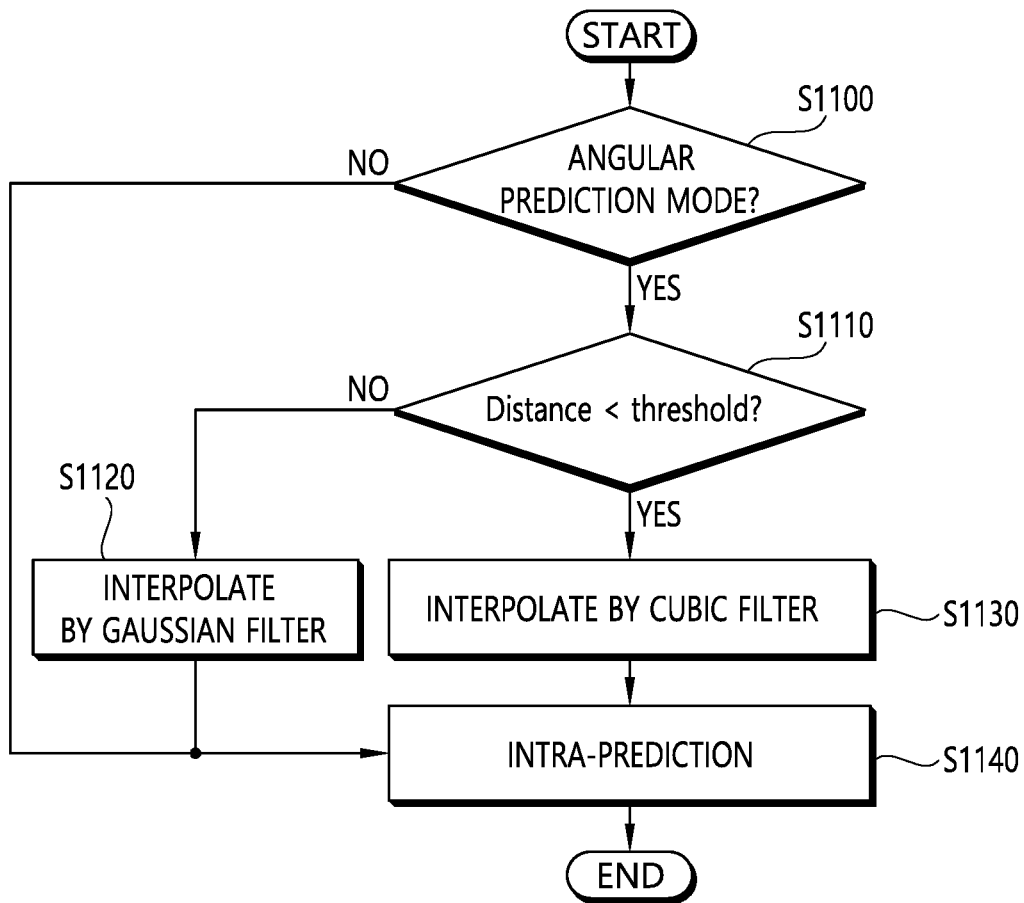 START
S1100
NO
ANGULAR
PREDICTION MODE?
YES
S1110
NO
Distance < threshold?
S1120
YES
INTERPOLATE
BY GAUSSIAN FILTER
INTERPOLATE BY CUBIC FILTER
S1130
INTRA-PREDICTION
S1140
END